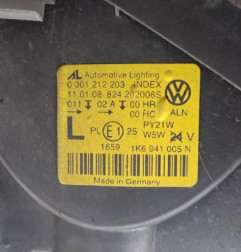 AL Automotive Lighting
0 301 212 203 INDEX
11.01.08 824 202006S
011 02 A 00 HR
00 HC ALN
L PL E1 25 PY21W
W5W 24 V
1659 1K6 941 005 N
Made in Germany